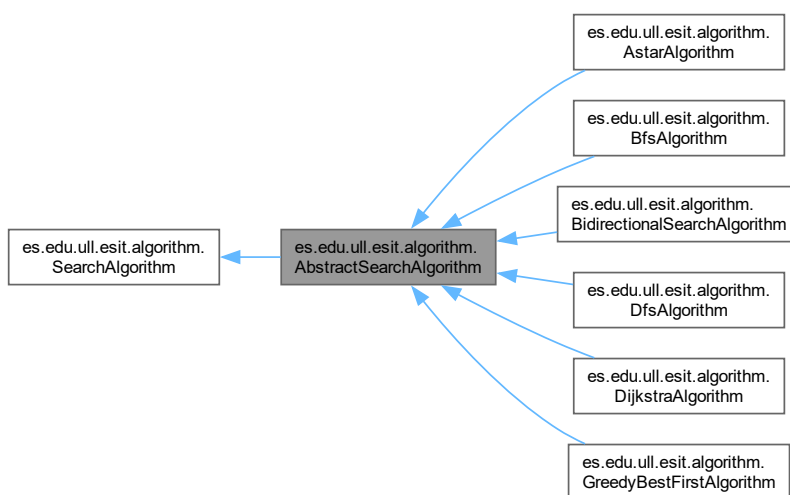 es.edu.ull.esit.algorithm.
SearchAlgorithm
es.edu.ull.esit.algorithm.
AbstractSearchAlgorithm
es.edu.ull.esit.algorithm.
AstarAlgorithm
es.edu.ull.esit.algorithm.
BfsAlgorithm
es.edu.ull.esit.algorithm.
BidirectionalSearchAlgorithm
es.edu.ull.esit.algorithm.
DfsAlgorithm
es.edu.ull.esit.algorithm.
DijkstraAlgorithm
es.edu.ull.esit.algorithm.
GreedyBestFirstAlgorithm